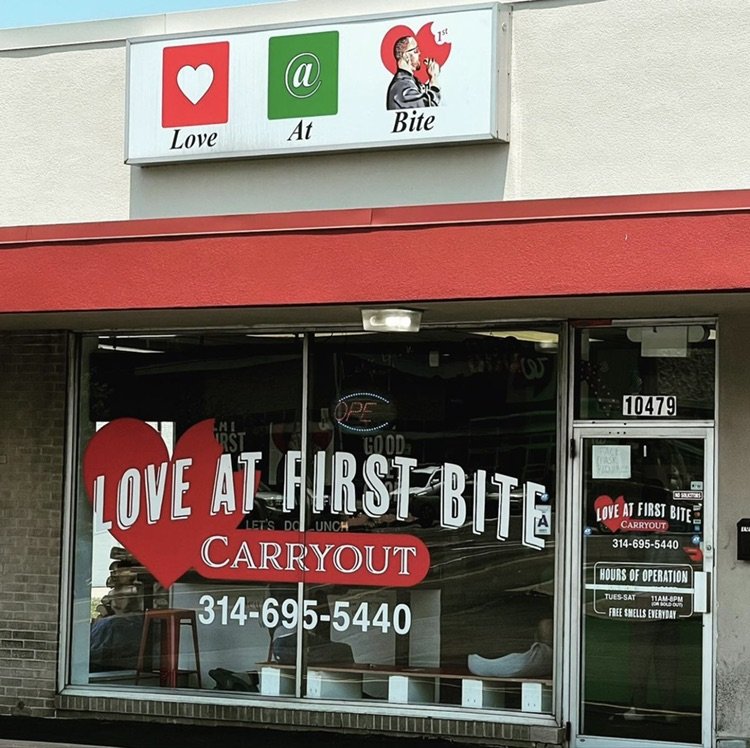 @
1st
Love At Bite
10479
OPE
GOOD
LOVE AT FIRST BITE
LET'S DO LUNCH
CARRYOUT
314-695-5440
A
NO SOLICITORS
LOVE AT FIRST BITE
CARRYOUT
314-695-5440
HOURS OF OPERATION
TUES-SAT 11AM-8PM
(OR SOLD OUT)
FREE SMELLS EVERYDAY